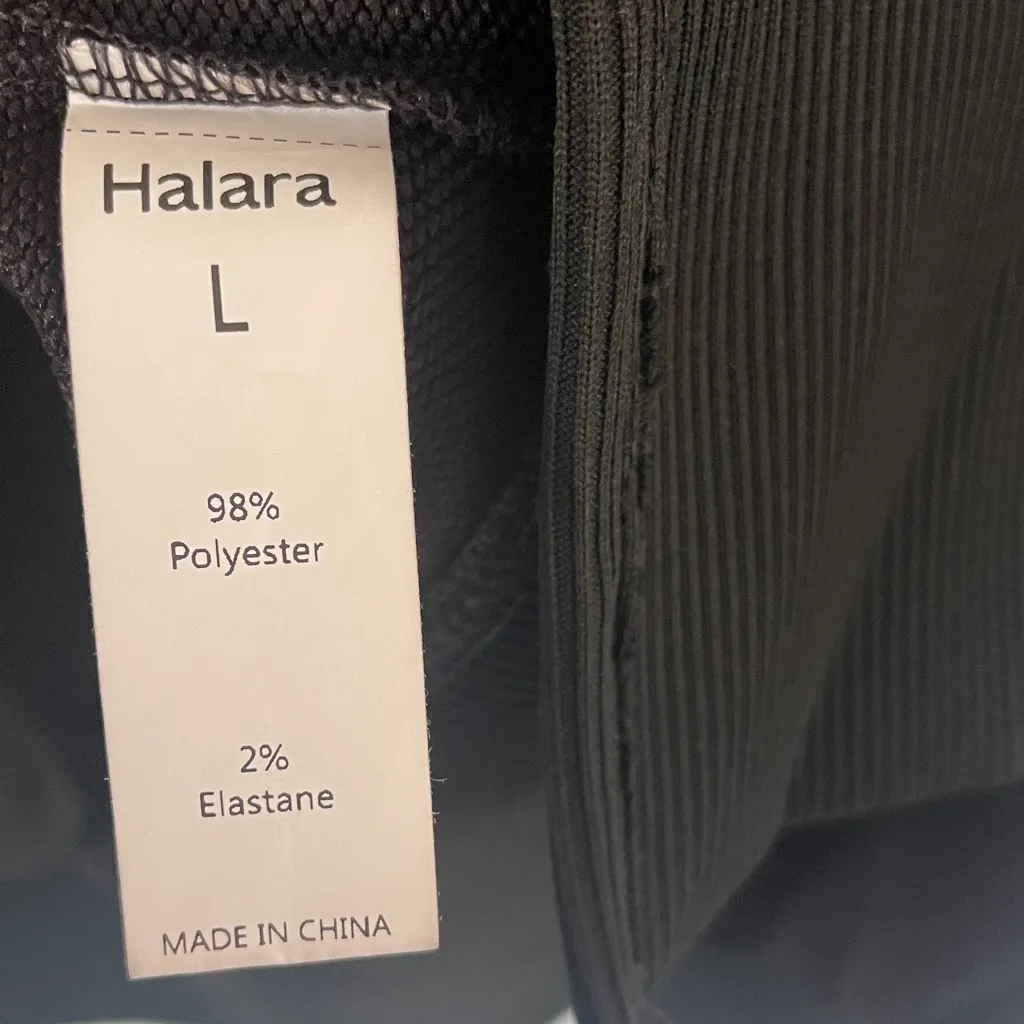 Halara
L
98%
Polyester
2%
Elastane
MADE IN CHINA